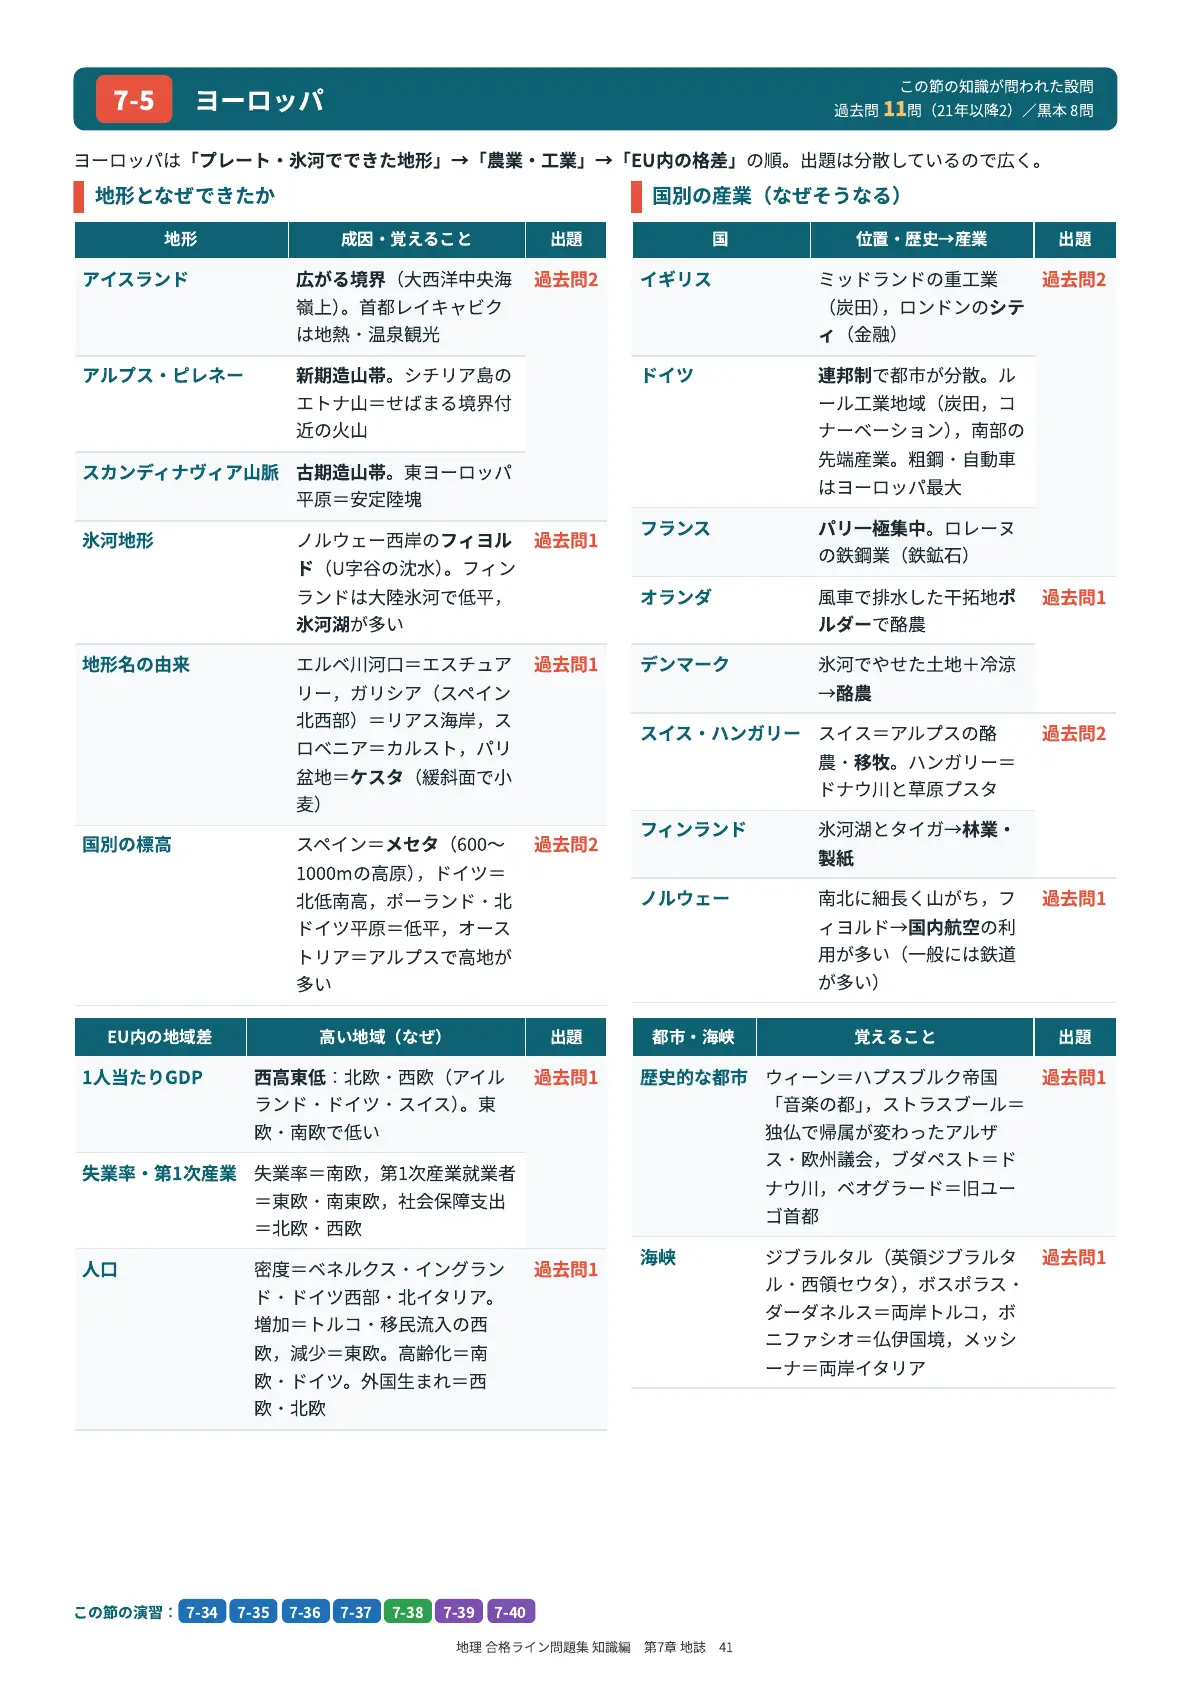 7-5 ヨーロッパ
この節の知識が問われた設問
過去問 11問（21年以降2）／黒本 8問
ヨーロッパは「プレート・氷河でできた地形」→「農業・工業」→「EU内の格差」の順。出題は分散しているので広く。
地形となぜできたか
地形 成因・覚えること 出題
アイスランド 広がる境界（大西洋中央海 過去問2
嶺上）。首都レイキャビク
は地熱・温泉観光
アルプス・ピレネー 新期造山帯。シチリア島の
エトナ山＝せばまる境界付
近の火山
スカンディナヴィア山脈 古期造山帯。東ヨーロッパ
平原＝安定陸塊
氷河地形 ノルウェー西岸のフィヨル 過去問1
ド（U字谷の沈水）。フィン
ランドは大陸氷河で低平，
氷河湖が多い
地形名の由来 エルベ川河口＝エスチュア 過去問1
リー，ガリシア（スペイン
北西部）＝リアス海岸，ス
ロベニア＝カルスト，パリ
盆地＝ケスタ（緩斜面で小
麦）
国別の標高 スペイン＝メセタ（600〜 過去問2
1000mの高原），ドイツ＝
北低南高，ポーランド・北
ドイツ平原＝低平，オース
トリア＝アルプスで高地が
多い
国別の産業（なぜそうなる）
国 位置・歴史→産業 出題
イギリス ミッドランドの重工業 過去問2
（炭田），ロンドンのシテ
ィ（金融）
ドイツ 連邦制で都市が分散。ル
ール工業地域（炭田，コ
ナーベーション），南部の
先端産業。粗鋼・自動車
はヨーロッパ最大
フランス パリ一極集中。ロレーヌ
の鉄鋼業（鉄鉱石）
オランダ 風車で排水した干拓地ポ 過去問1
ルダーで酪農
デンマーク 氷河でやせた土地＋冷涼
→酪農
スイス・ハンガリー スイス＝アルプスの酪 過去問2
農・移牧。ハンガリー＝
ドナウ川と草原プスタ
フィンランド 氷河湖とタイガ→林業・
製紙
ノルウェー 南北に細長く山がち，フ 過去問1
ィヨルド→国内航空の利
用が多い（一般には鉄道
が多い）
EU内の地域差 高い地域（なぜ） 出題
1人当たりGDP 西高東低：北欧・西欧（アイル 過去問1
ランド・ドイツ・スイス）。東
欧・南欧で低い
失業率・第1次産業 失業率＝南欧，第1次産業就業者
＝東欧・南東欧，社会保障支出
＝北欧・西欧
人口 密度＝ベネルクス・イングラン 過去問1
ド・ドイツ西部・北イタリア。
増加＝トルコ・移民流入の西
欧，減少＝東欧。高齢化＝南
欧・ドイツ。外国生まれ＝西
欧・北欧
都市・海峡 覚えること 出題
歴史的な都市 ウィーン＝ハプスブルク帝国 過去問1
「音楽の都」，ストラスブール＝
独仏で帰属が変わったアルザ
ス・欧州議会，ブダペスト＝ド
ナウ川，ベオグラード＝旧ユー
ゴ首都
海峡 ジブラルタル（英領ジブラルタ 過去問1
ル・西領セウタ），ボスポラス・
ダーダネルス＝両岸トルコ，ボ
ニファシオ＝仏伊国境，メッシ
ーナ＝両岸イタリア
この節の演習： 7-34 7-35 7-36 7-37 7-38 7-39 7-40
地理 合格ライン問題集 知識編 第7章 地誌 41